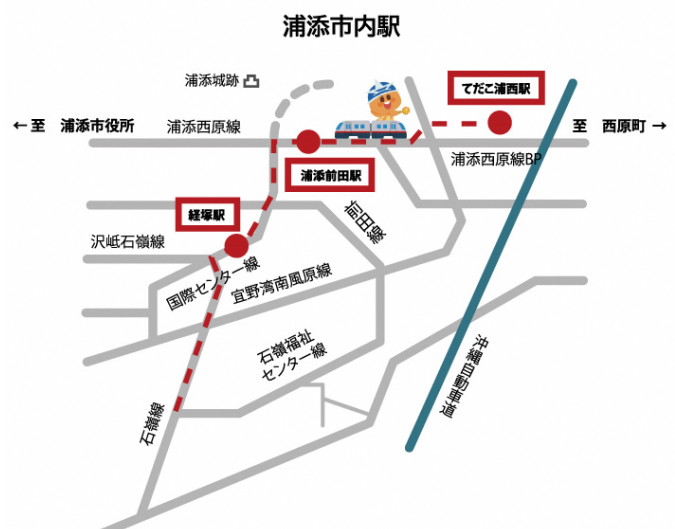 浦添市内駅
浦添城跡
てだこ浦西駅
←至 浦添市役所
浦添西原線
至 西原町→
浦添西原線BP
浦添前田駅
経塚駅
前田線
沢岻石嶺線
国際センター線
宜野湾南風原線
石嶺福祉
センター線
沖縄自動車道
石嶺線